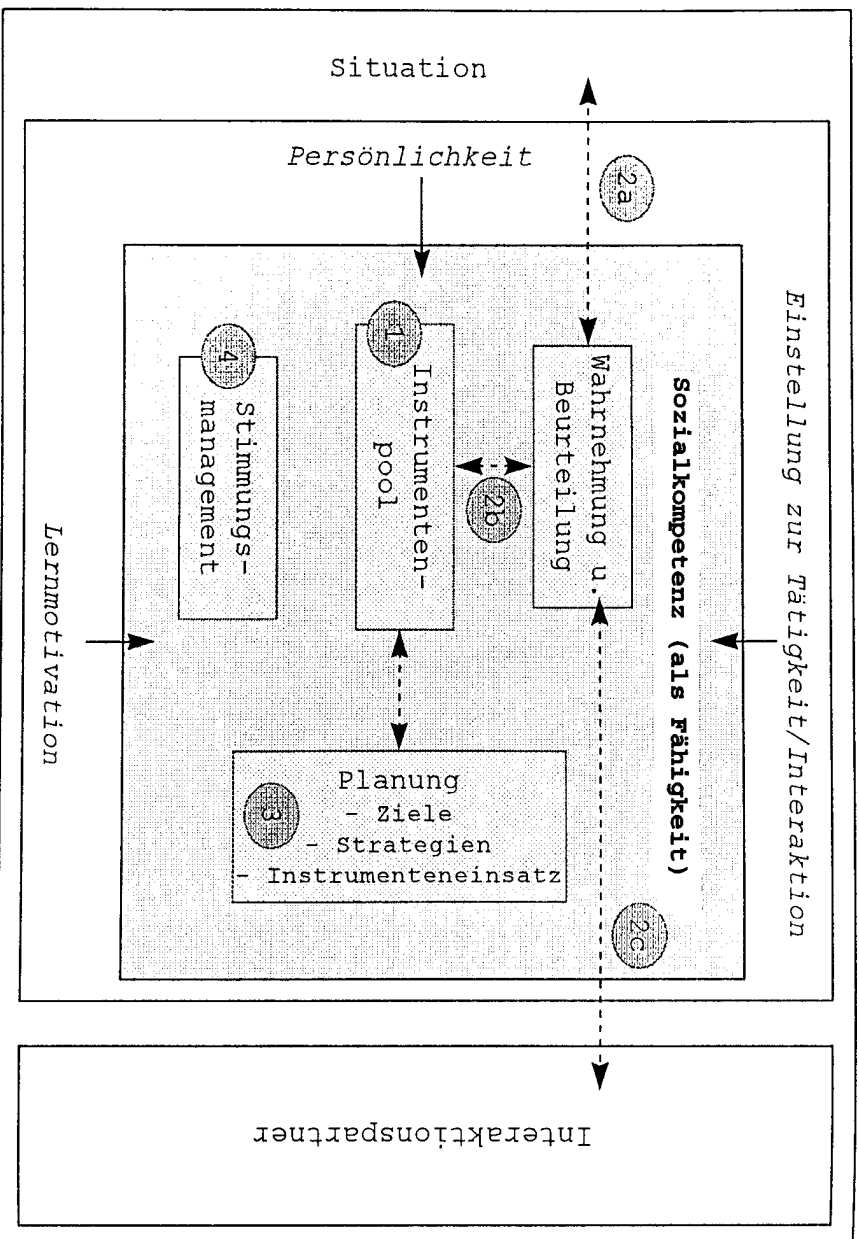 Situation
Persönlichkeit
2a
Einstellung zur Tätigkeit/Interaktion
Sozialkompetenz (als Fähigkeit)
Wahrnehmung u.
Beurteilung
2b
2c
1
Instrumenten-
pool
4
Stimmungs-
management
Planung
- Ziele
- Strategien
- Instrumenteneinsatz
3
Lernmotivation
Interaktionspartner